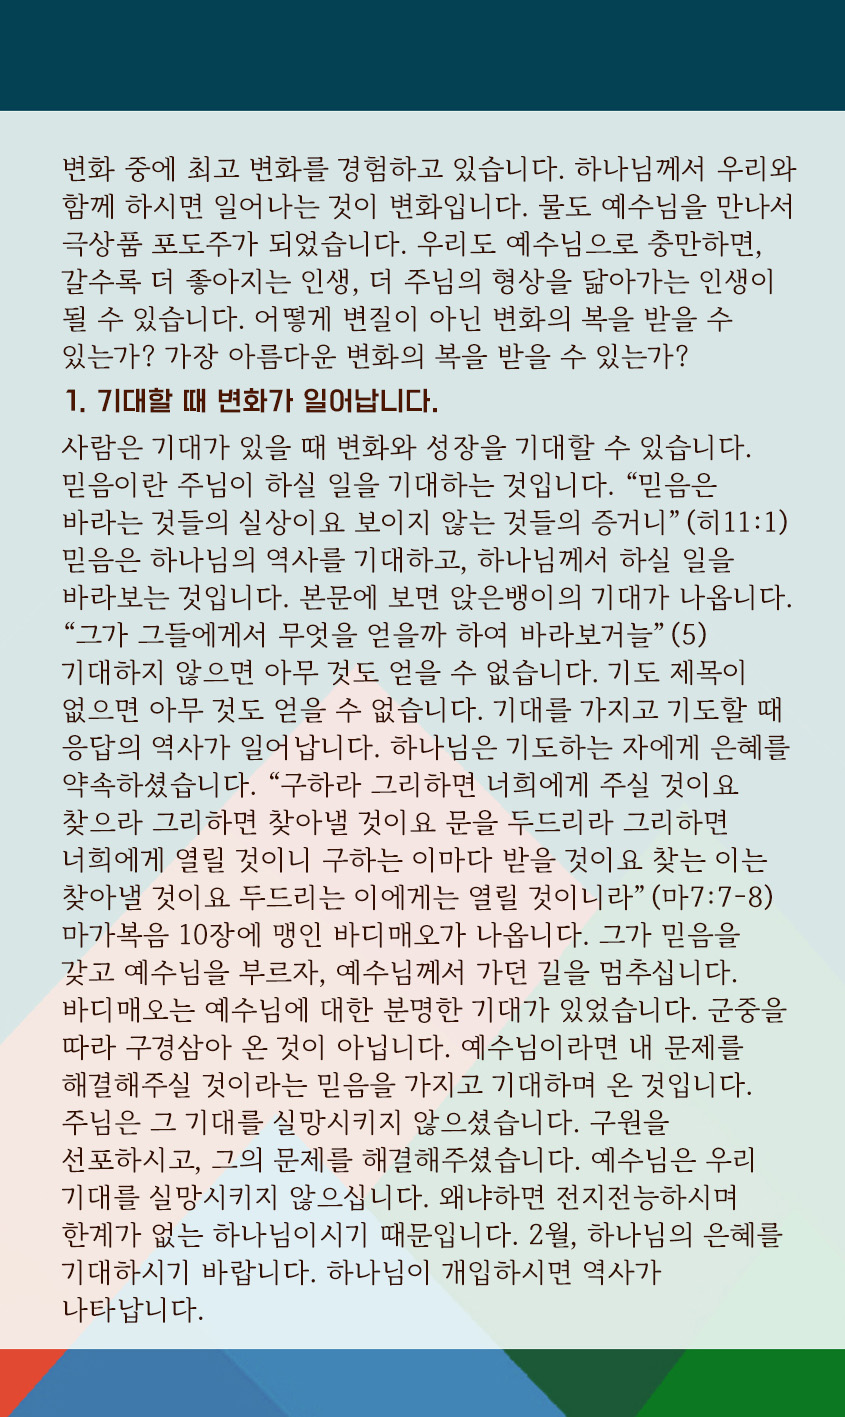 변화 중에 최고 변화를 경험하고 있습니다. 하나님께서 우리와
함께 하시면 일어나는 것이 변화입니다. 물도 예수님을 만나서
극상품 포도주가 되었습니다. 우리도 예수님으로 충만하면,
갈수록 더 좋아지는 인생, 더 주님의 형상을 닮아가는 인생이
될 수 있습니다. 어떻게 변질이 아닌 변화의 복을 받을 수
있는가? 가장 아름다운 변화의 복을 받을 수 있는가?
1. 기대할 때 변화가 일어납니다.
사람은 기대가 있을 때 변화와 성장을 기대할 수 있습니다.
믿음이란 주님이 하실 일을 기대하는 것입니다. “믿음은
바라는 것들의 실상이요 보이지 않는 것들의 증거니” (히11:1)
믿음은 하나님의 역사를 기대하고, 하나님께서 하실 일을
바라보는 것입니다. 본문에 보면 앉은뱅이의 기대가 나옵니다.
“그가 그들에게서 무엇을 얻을까 하여 바라보거늘” (5)
기대하지 않으면 아무 것도 얻을 수 없습니다. 기도 제목이
없으면 아무 것도 얻을 수 없습니다. 기대를 가지고 기도할 때
응답의 역사가 일어납니다. 하나님은 기도하는 자에게 은혜를
약속하셨습니다. “구하라 그리하면 너희에게 주실 것이요
찾으라 그리하면 찾아낼 것이요 문을 두드리라 그리하면
너희에게 열릴 것이니 구하는 이마다 받을 것이요 찾는 이는
찾아낼 것이요 두드리는 이에게는 열릴 것이니라” (마7:7-8)
마가복음 10장에 맹인 바디매오가 나옵니다. 그가 믿음을
갖고 예수님을 부르자, 예수님께서 가던 길을 멈추십니다.
바디매오는 예수님에 대한 분명한 기대가 있었습니다. 군중을
따라 구경삼아 온 것이 아닙니다. 예수님이라면 내 문제를
해결해주실 것이라는 믿음을 가지고 기대하며 온 것입니다.
주님은 그 기대를 실망시키지 않으셨습니다. 구원을
선포하시고, 그의 문제를 해결해주셨습니다. 예수님은 우리
기대를 실망시키지 않으십니다. 왜냐하면 전지전능하시며
한계가 없는 하나님이시기 때문입니다. 2월, 하나님의 은혜를
기대하시기 바랍니다. 하나님이 개입하시면 역사가
나타납니다.